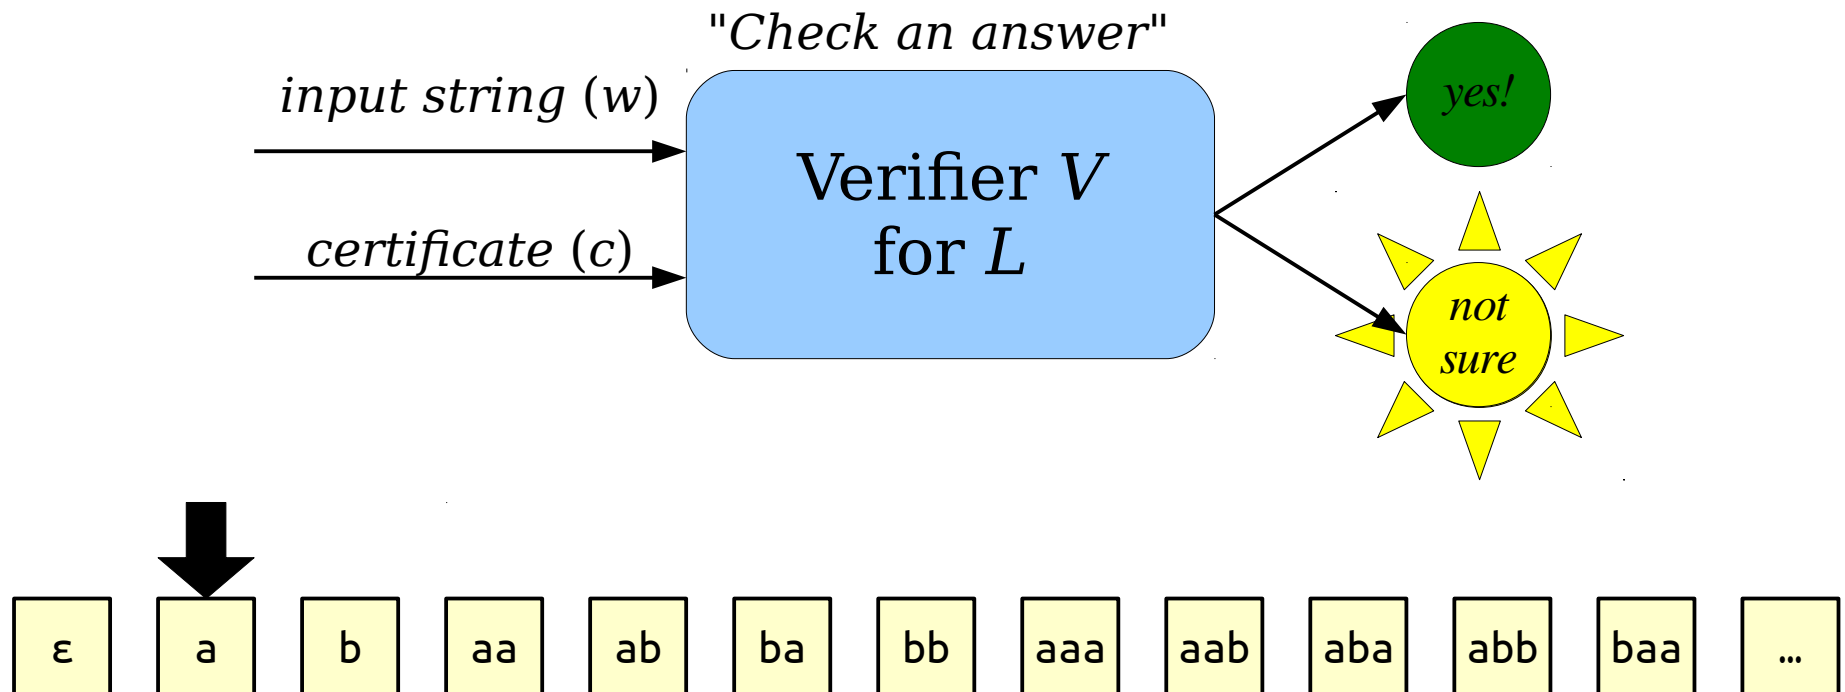 "Check an answer"
input string (w)
certificate (c)
Verifier V
for L
yes!
not
sure
ε a b aa ab ba bb aaa aab aba abb baa …